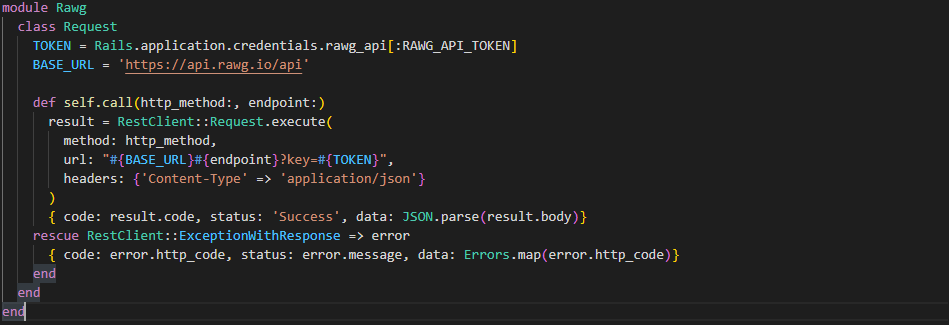 module Rawg
  class Request
    TOKEN = Rails.application.credentials.rawg_api[:RAWG_API_TOKEN]
    BASE_URL = 'https://api.rawg.io/api'

    def self.call(http_method:, endpoint:)
      result = RestClient::Request.execute(
        method: http_method,
        url: "#{BASE_URL}#{endpoint}?key=#{TOKEN}",
        headers: {'Content-Type' => 'application/json'}
      )
      { code: result.code, status: 'Success', data: JSON.parse(result.body)}
    rescue RestClient::ExceptionWithResponse => error
      { code: error.http_code, status: error.message, data: Errors.map(error.http_code)}
    end
  end
end